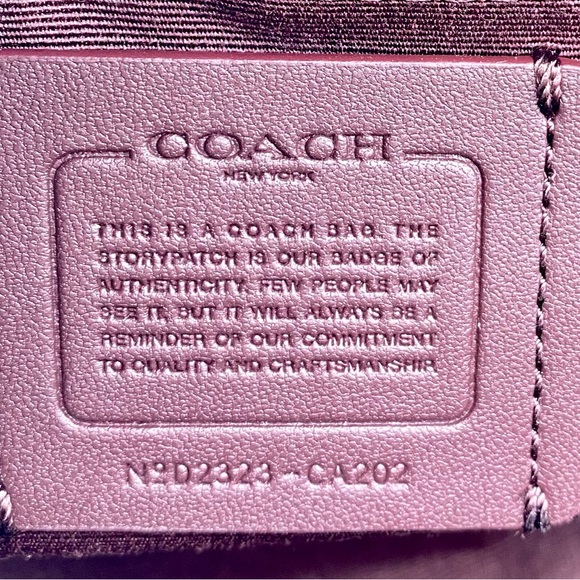 COACH
NEW YORK
THIS IS A COACH BAG. THE
STORYPATCH IS OUR BADGE OF
AUTHENTICITY. FEW PEOPLE MAY
SEE IT, BUT IT WILL ALWAYS BE A
REMINDER OF OUR COMMITMENT
TO QUALITY AND CRAFTSMANSHIP.
Nº D2323-CA202